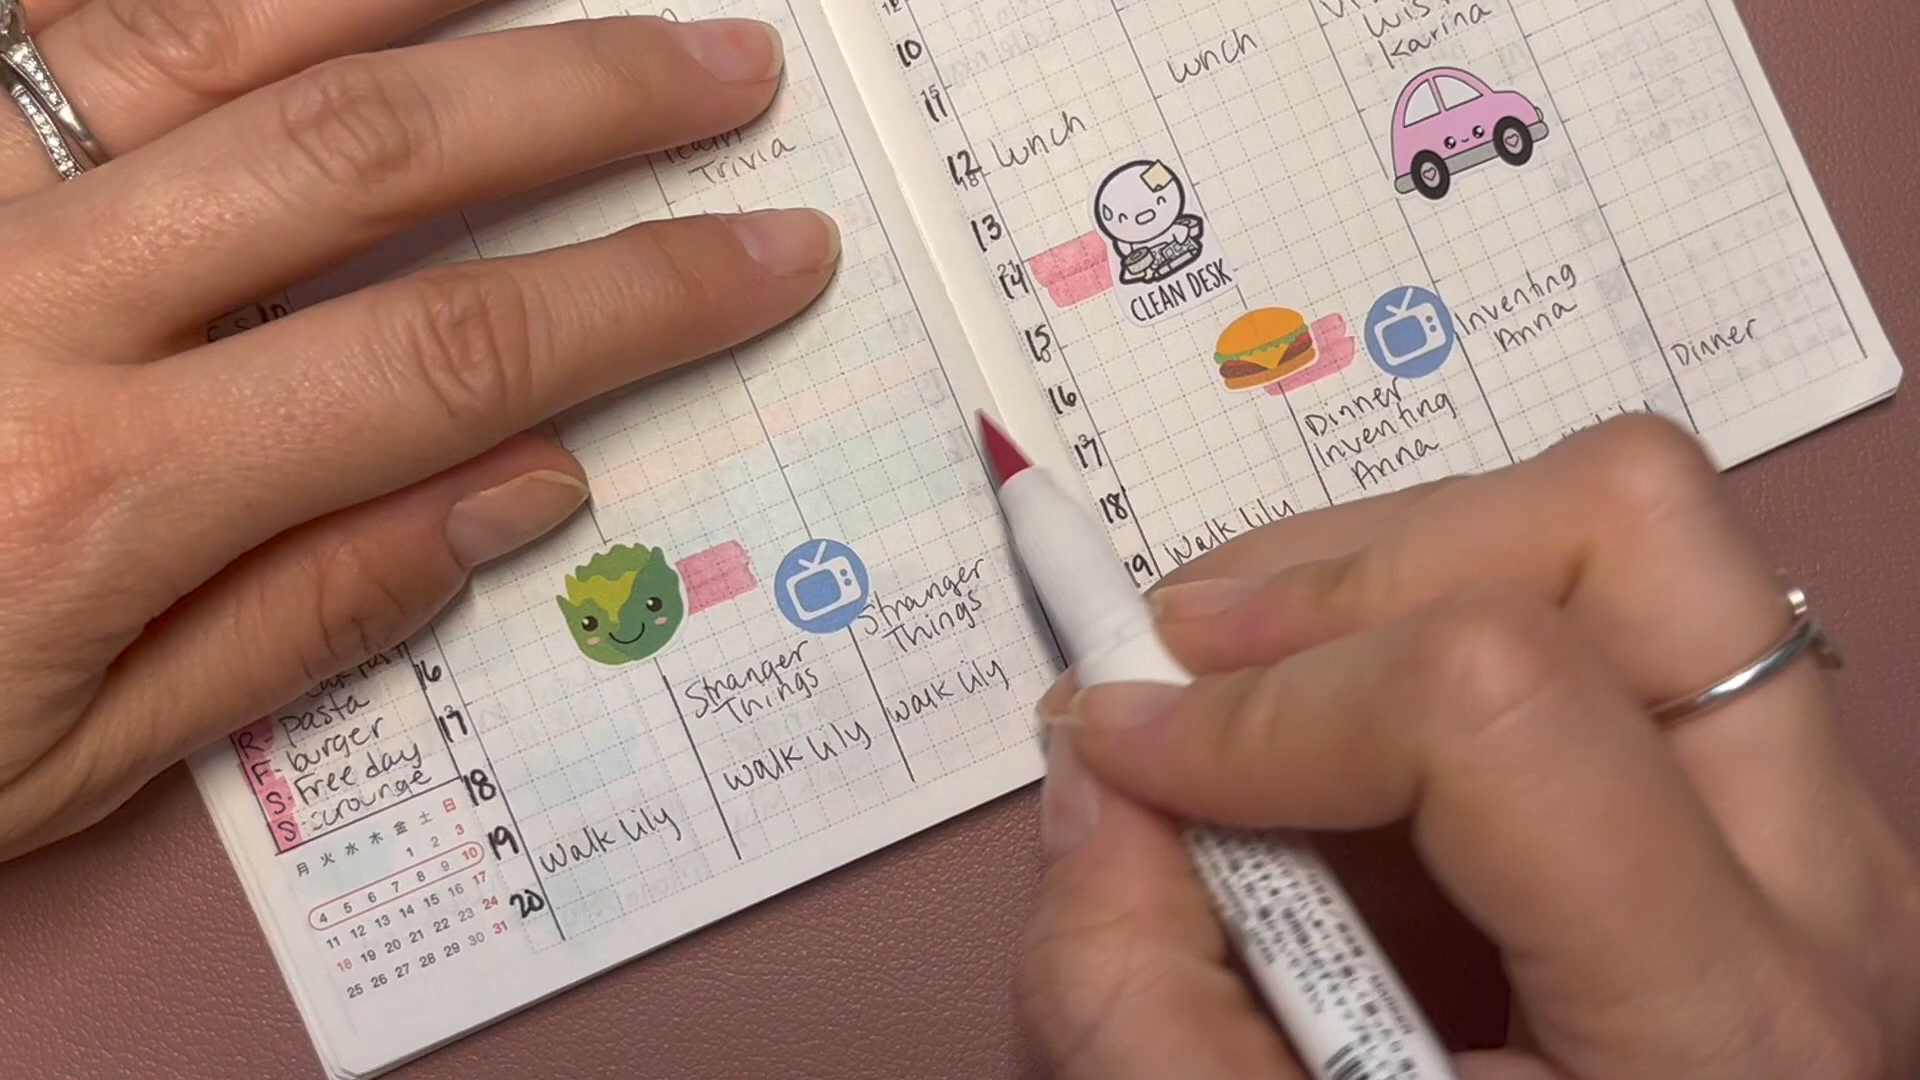 Trivia
Stranger
Things
Walk Lily
Stranger
Things
Walk Lily
Walk Lily
16
17
18
19
20
pasta
R- burger
F- Free day
S- scrounge
S-
月 火 水 木 金 土 日
1 2 3
4 5 6 7 8 9 10
11 12 13 14 15 16 17
18 19 20 21 22 23 24
25 26 27 28 29 30 31
10
11
12
13
14
15
16
17
18
19
Lunch
CLEAN DESK
Walk Lily
Lunch
Dinner
Inventing
Anna
Karina
Inventing
Anna
Dinner